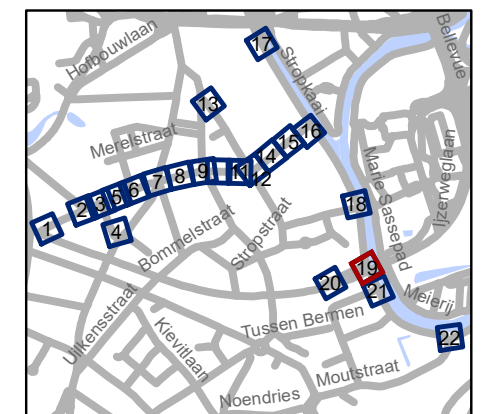 Hofbouwlaan
17
Stropkaai
Bellevue
13
Merelstraat
16
15
14
Marie Sassepad
Ijzerweglaan
1
2
3
5
6
7
8
9
11
12
4
18
Bommelstraat
Stropstraat
19
20
21
Meierij
Uilkensstraat
Tussen Bermen
22
Kievitlaan
Moutstraat
Noendries